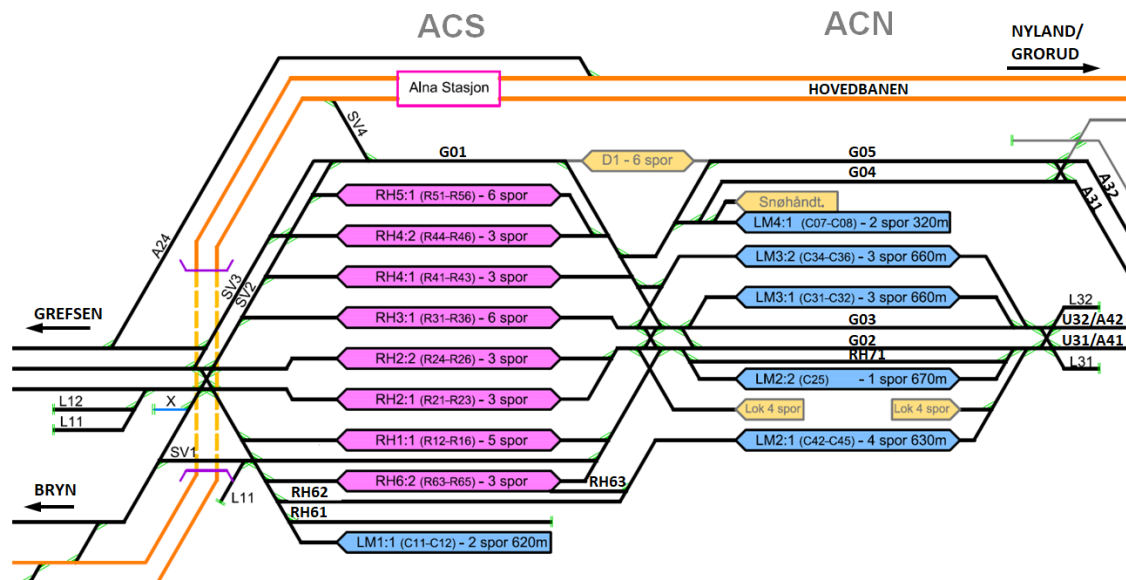 ACS
ACN
NYLAND/
GRORUD
Alna Stasjon
HOVEDBANEN
SV4
G01
D1 - 6 spor
G05
G04
A32
A31
RH5:1 (R51-R56) - 6 spor
Snøhåndt.
LM4:1 (C07-C08) - 2 spor 320m
RH4:2 (R44-R46) - 3 spor
A24
LM3:2 (C34-C36) - 3 spor 660m
RH4:1 (R41-R43) - 3 spor
SV3
SV2
LM3:1 (C31-C32) - 3 spor 660m
L32
GREFSEN
RH3:1 (R31-R36) - 6 spor
G03
U32/A42
G02
U31/A41
RH2:2 (R24-R26) - 3 spor
RH71
L31
LM2:2 (C25) - 1 spor 670m
L12
X
RH2:1 (R21-R23) - 3 spor
Lok 4 spor
Lok 4 spor
L11
RH1:1 (R12-R16) - 5 spor
LM2:1 (C42-C45) - 4 spor 630m
SV1
RH6:2 (R63-R65) - 3 spor
RH63
BRYN
L11
RH62
RH61
LM1:1 (C11-C12) - 2 spor 620m